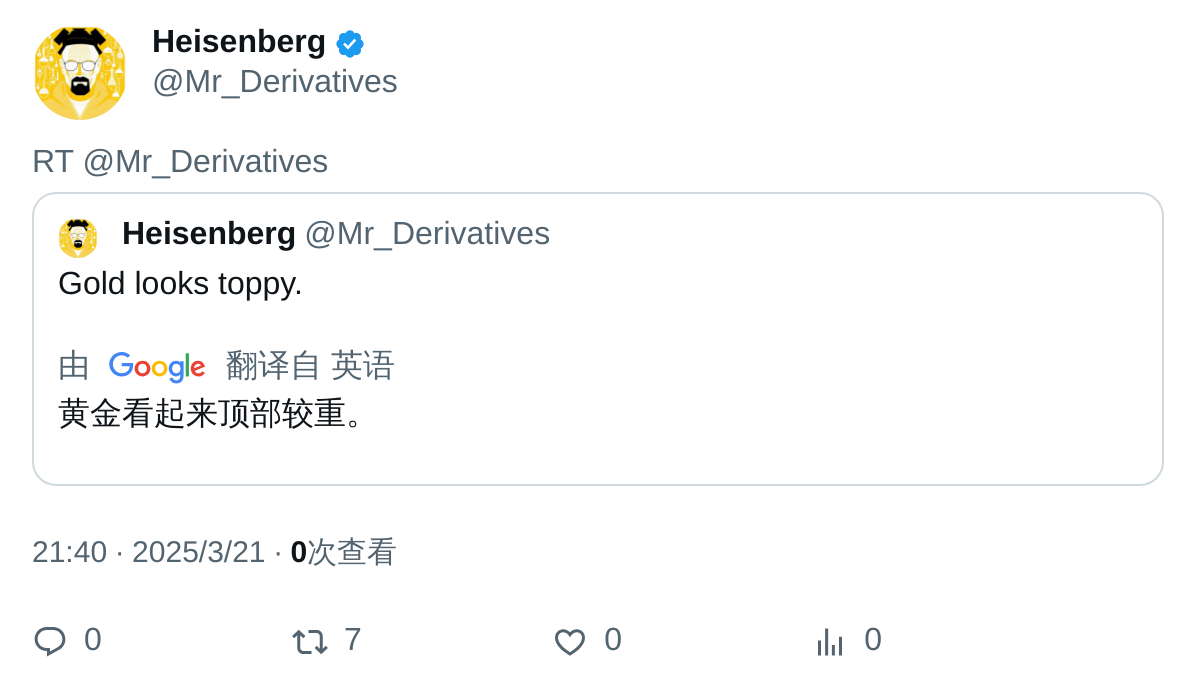 Heisenberg
@Mr_Derivatives
RT @Mr_Derivatives
Heisenberg @Mr_Derivatives
Gold looks toppy.
由 Google 翻译自 英语
黄金看起来顶部较重。
21:40 · 2025/3/21 · 0次查看
0 7 0 0